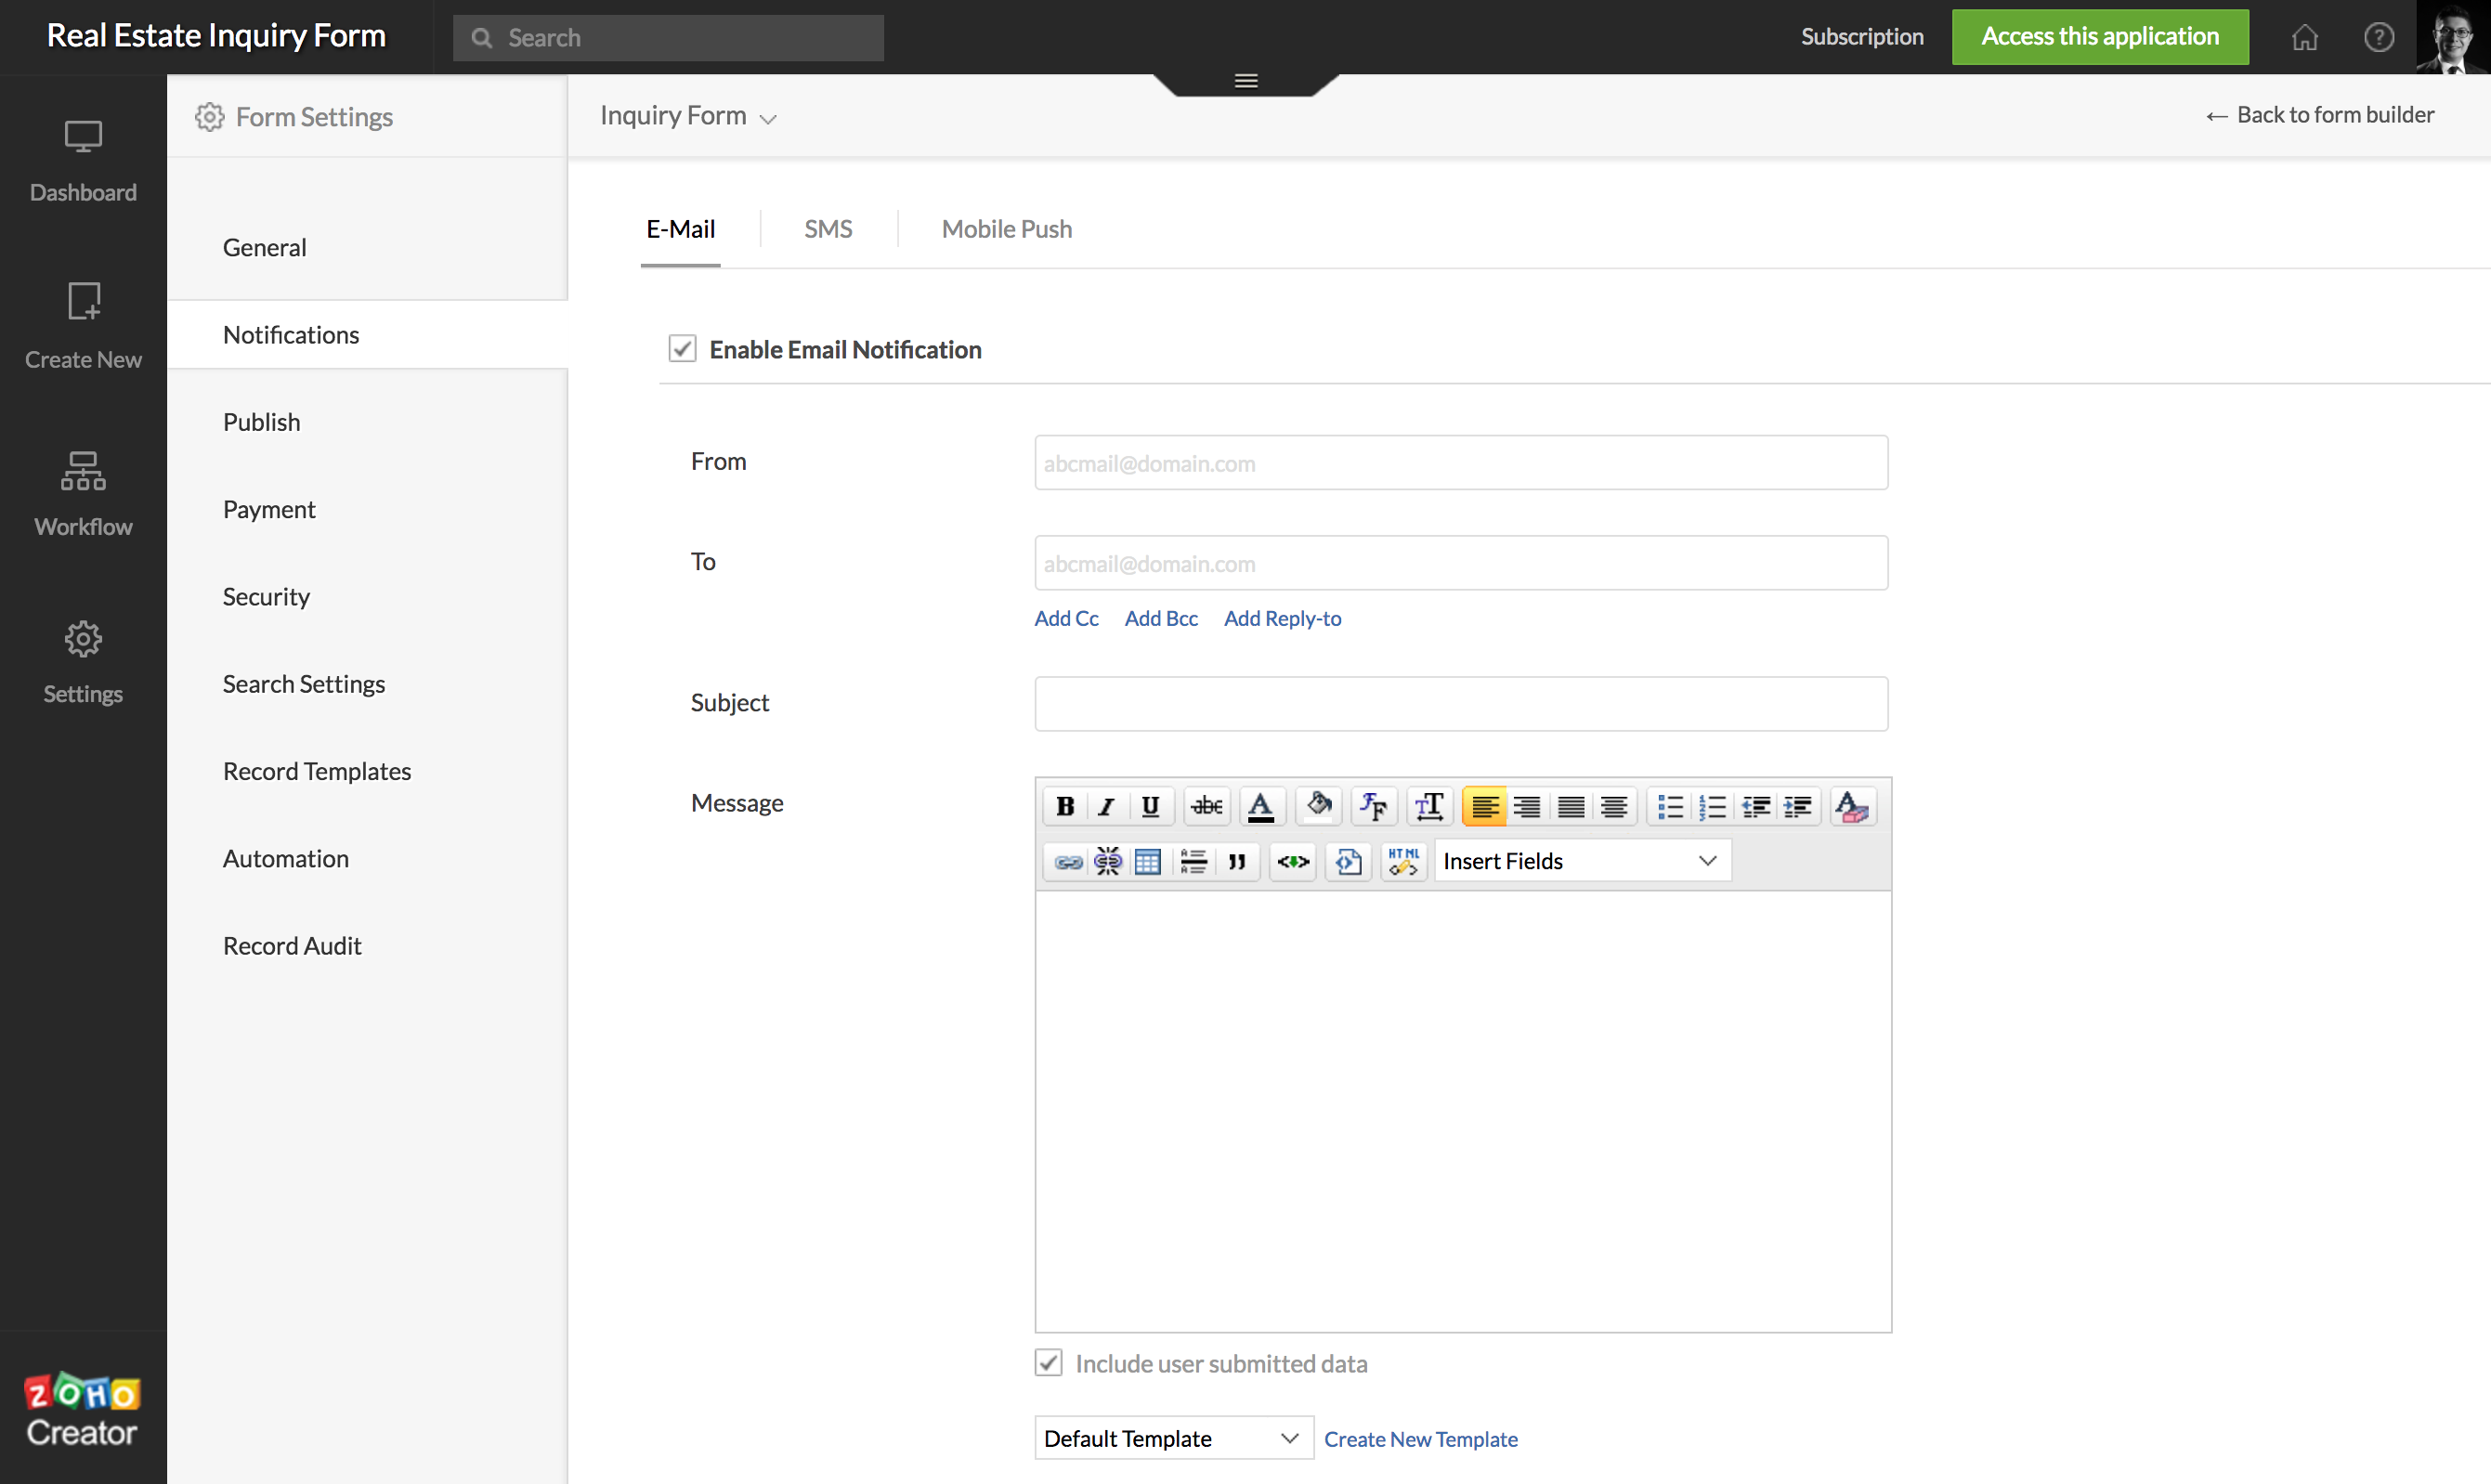 Real Estate Inquiry Form
Search
Subscription
Access this application
?
Dashboard
Create New
Workflow
Settings
ZOHO
Creator
Form Settings
General
Notifications
Publish
Payment
Security
Search Settings
Record Templates
Automation
Record Audit
Inquiry Form
← Back to form builder
E-Mail
SMS
Mobile Push
Enable Email Notification
From
abcmail@domain.com
To
abcmail@domain.com
Add Cc
Add Bcc
Add Reply-to
Subject
Message
B I U abc A
HTML
Insert Fields
Include user submitted data
Default Template
Create New Template